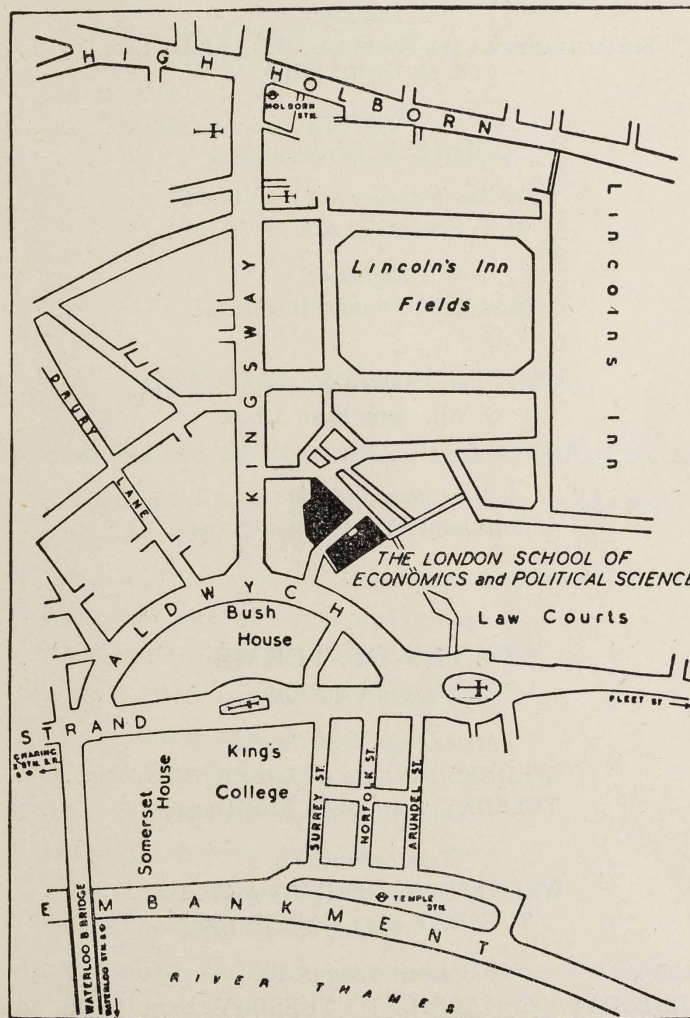 HIGH HOLBORN
HOLBORN
STN.
KINGSWAY
Lincoln's Inn
Fields
LINCOLNS INN
DRURY
LANE
THE LONDON SCHOOL OF
ECONOMICS and POLITICAL SCIENCE
ALDWYCH
Bush
House
Law Courts
FLEET ST
STRAND
CHARING
X STN. S.R.
King's
College
Somerset
House
SURREY ST.
NORFOLK ST.
ARUNDEL ST.
TEMPLE
STN.
EMBANKMENT
WATERLOO BRIDGE
WATERLOO STN. S.R.
RIVER THAMES